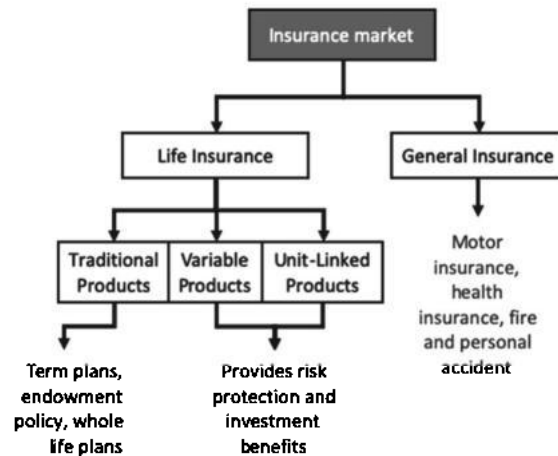 Insurance market
Life Insurance
General Insurance
Traditional
Products
Variable
Products
Unit-Linked
Products
Motor
insurance,
health
insurance, fire
and personal
accident
Term plans,
endowment
policy, whole
life plans
Provides risk
protection and
investment
benefits